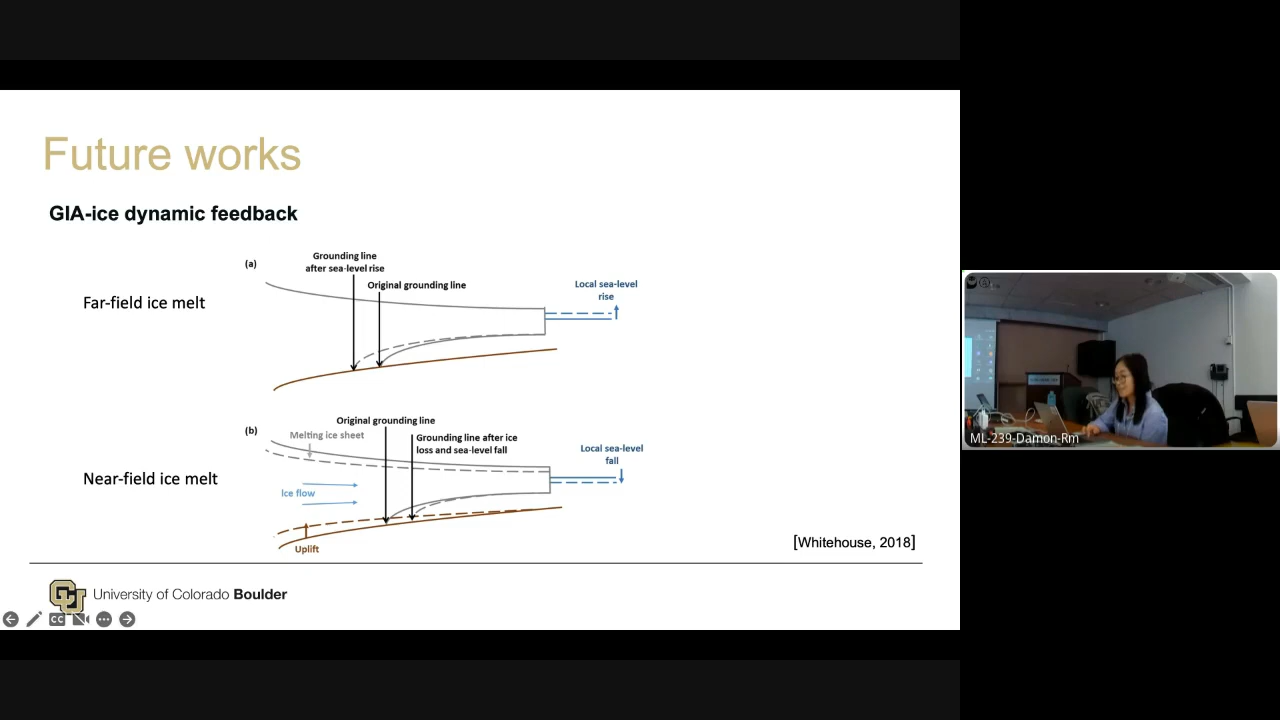 Future works
GIA-ice dynamic feedback
(a)
Grounding line
after sea-level rise
Original grounding line
Local sea-level
rise
Far-field ice melt
(b)
Original grounding line
Melting ice sheet
Grounding line after ice
loss and sea-level fall
Local sea-level
fall
Near-field ice melt
Ice flow
Uplift
[Whitehouse, 2018]
CU
University of Colorado Boulder
CC
ML-239-Damon-Rm